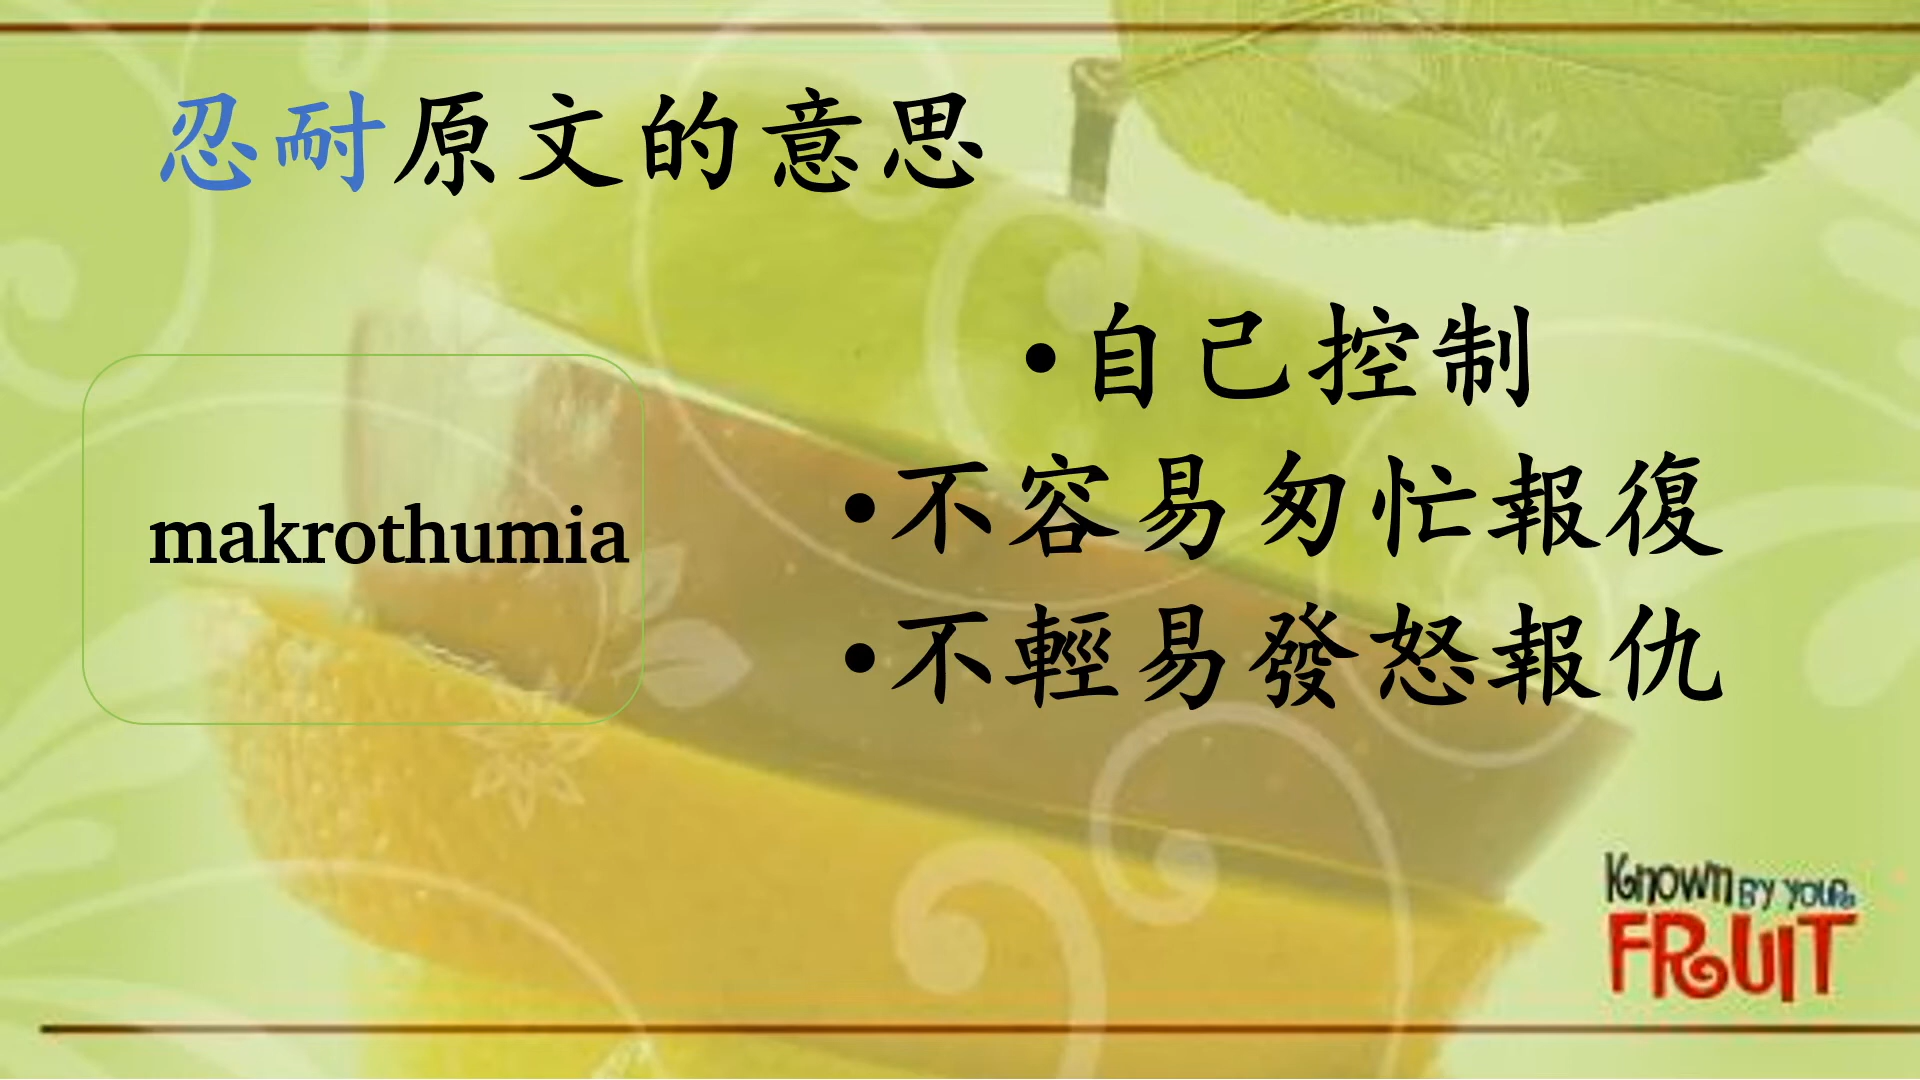 忍耐原文的意思
makrothumia
•自己控制
•不容易匆忙報復
•不輕易發怒報仇
Known BY YOUR
FRUIT